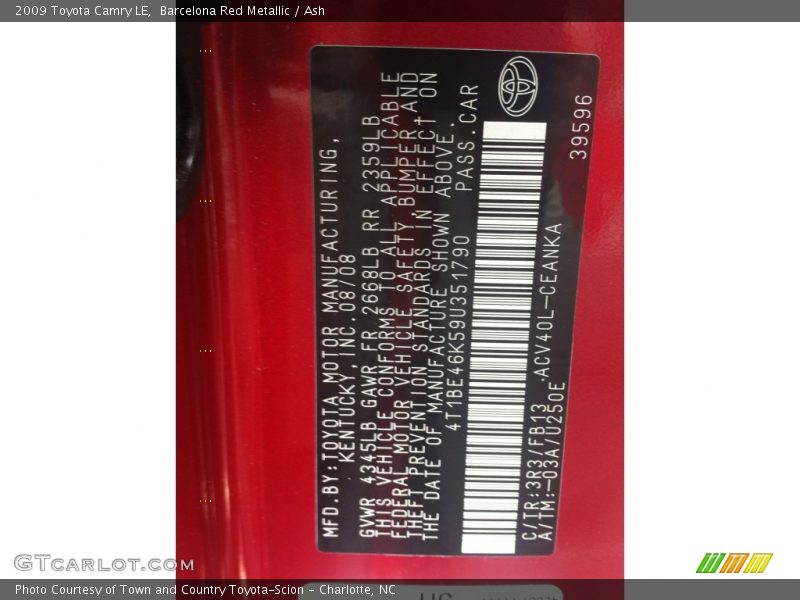 2009 Toyota Camry LE, Barcelona Red Metallic / Ash
MFD.BY:TOYOTA MOTOR MANUFACTURING,
KENTUCKY,INC.08/08
GVWR 4345LB GAWR FR 2668LB RR 2359LB
THIS VEHICLE CONFORMS TO ALL APPLICABLE
FEDERAL MOTOR VEHICLE SAFETY,BUMPER,AND
THEFT PREVENTION STANDARDS IN EFFECT ON
THE DATE OF MANUFACTURE SHOWN ABOVE.
4T1BE46K59U351790 PASS.CAR
C/TR:3R3/FB13 ACV40L-CEANKA
A/TM:-03A/U250E
39596
GTCarLot.com
Photo Courtesy of Town and Country Toyota-Scion - Charlotte, NC